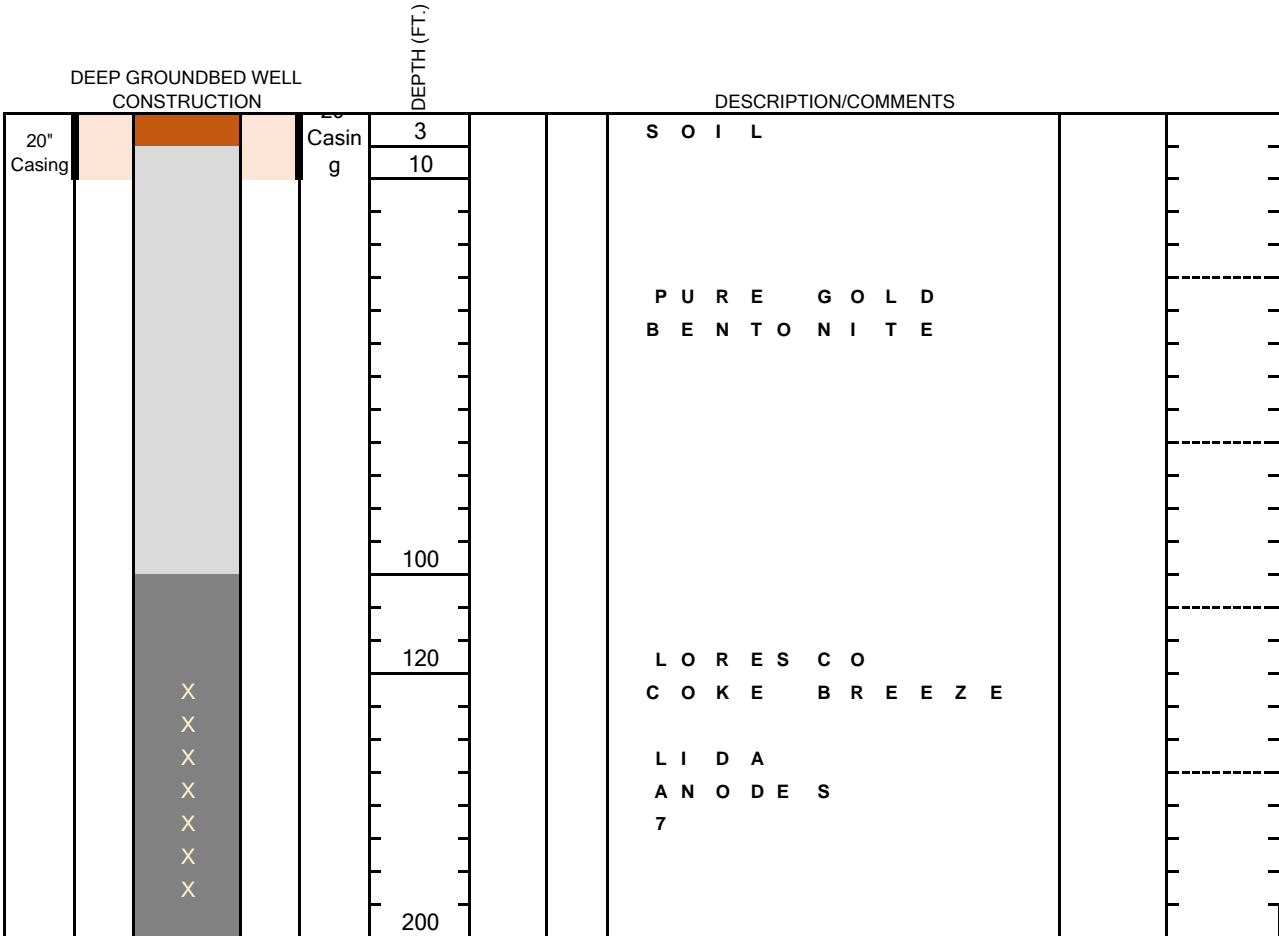 DEPTH (FT.)
DEEP GROUNDBED WELL
CONSTRUCTION
DESCRIPTION/COMMENTS
20"
Casing
Casin
g
3
SOIL
10
PURE GOLD
BENTONITE
100
120
LORESCO
COKE BREEZE
X
X
X
LIDA
X
ANODES
X
7
X
X
200